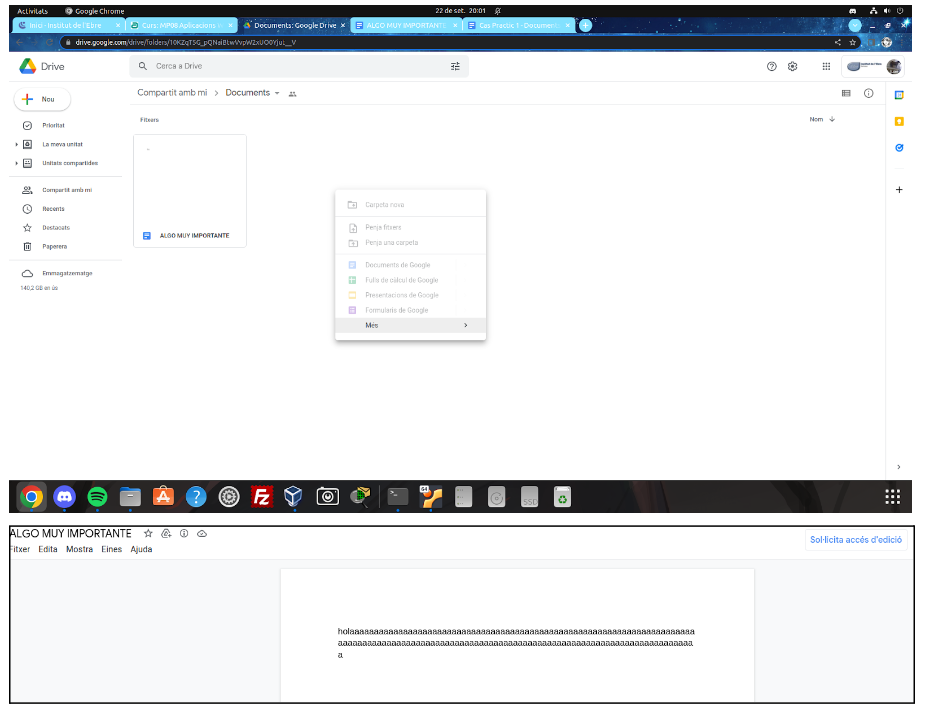 Activitats Google Chrome 22 de set. 20:01
Inici - Institut de l'Ebre Curs: MP08 Aplicacions Documents: Google Drive ALGO MUY IMPORTANTE Cas Pràctic 1 - Document
drive.google.com/drive/folders/
Drive Cerca a Drive
Compartit amb mi > Documents
Nou
Fitxers Nom
Prioritat
La meva unitat
Unitats compartides
Compartit amb mi
Recents
Destacats
Paperera
Emmagatzematge
140,2 GB en ús
ALGO MUY IMPORTANTE
Carpeta nova
Penja fitxers
Penja una carpeta
Documents de Google
Fulls de càlcul de Google
Presentacions de Google
Formularis de Google
Més
SSD
ALGO MUY IMPORTANTE
Sol·licita accés d'edició
Fitxer Edita Mostra Eines Ajuda
a